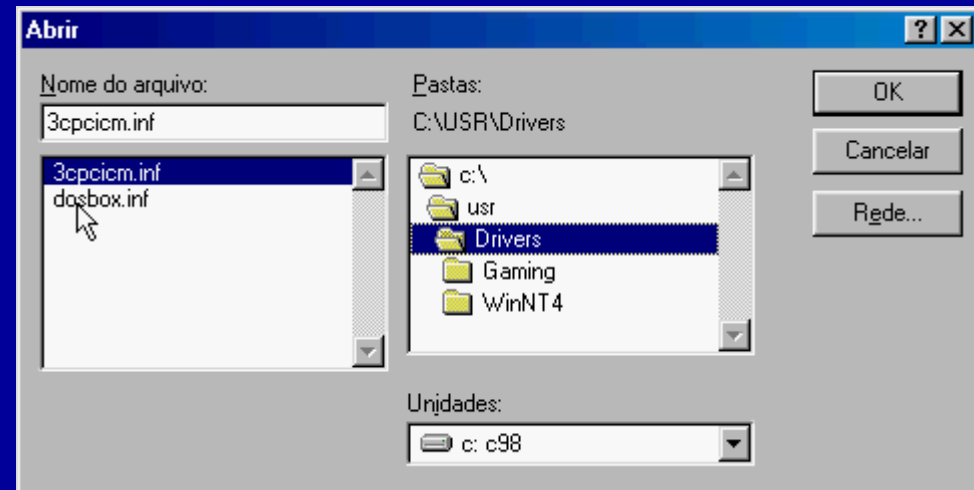 Abrir
Nome do arquivo:
3cpcicm.inf
3cpcicm.inf
dosbox.inf
Pastas:
C:\USR\Drivers
c:\
usr
Drivers
Gaming
WinNT4
Unidades:
c: c98
OK
Cancelar
Rede...